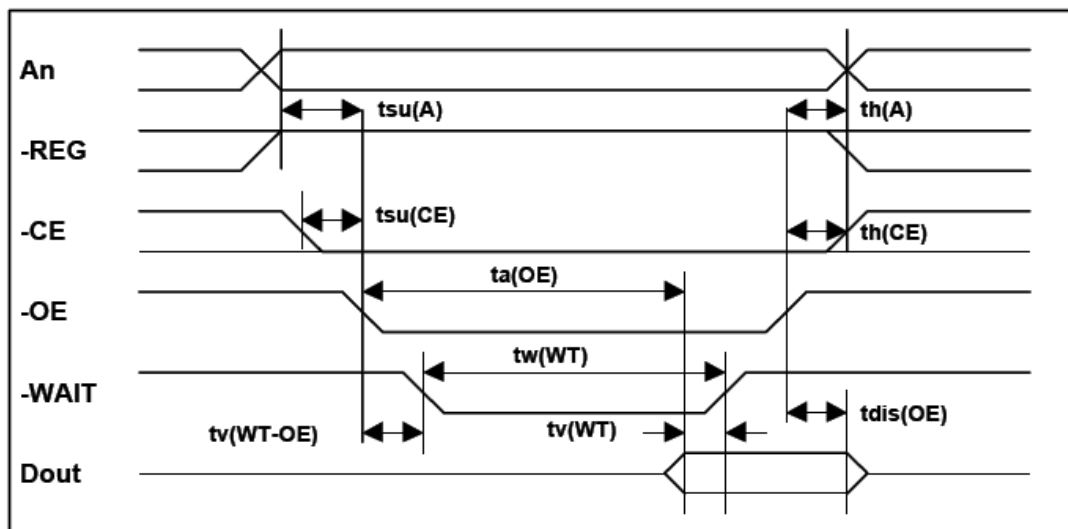 An
tsu(A)
th(A)
-REG
tsu(CE)
-CE
th(CE)
ta(OE)
-OE
tw(WT)
-WAIT
tv(WT-OE)
tv(WT)
tdis(OE)
Dout